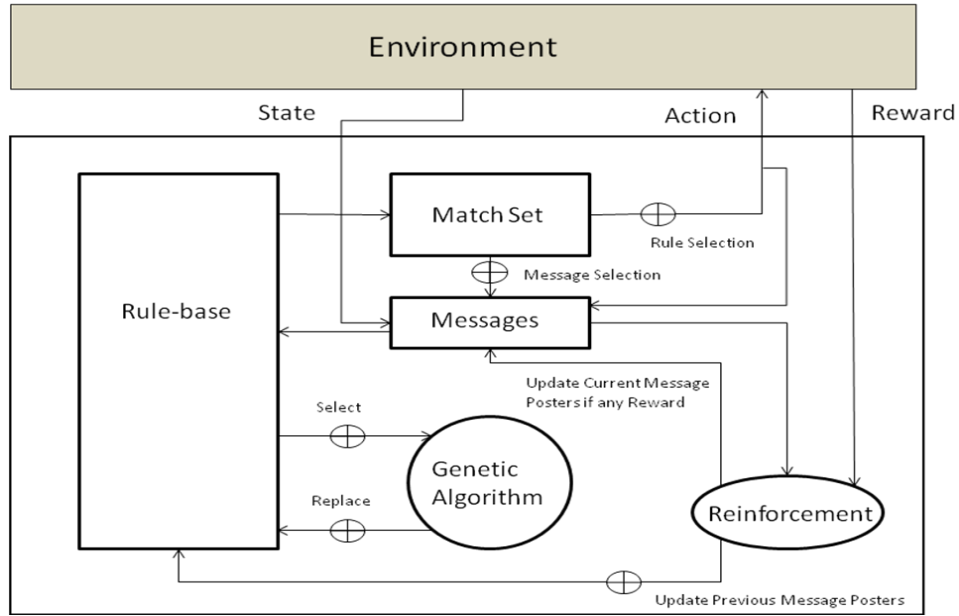 Environment
State
Action
Reward
Match Set
Rule Selection
Message Selection
Rule-base
Messages
Update Current Message
Posters if any Reward
Select
Genetic
Algorithm
Replace
Reinforcement
Update Previous Message Posters